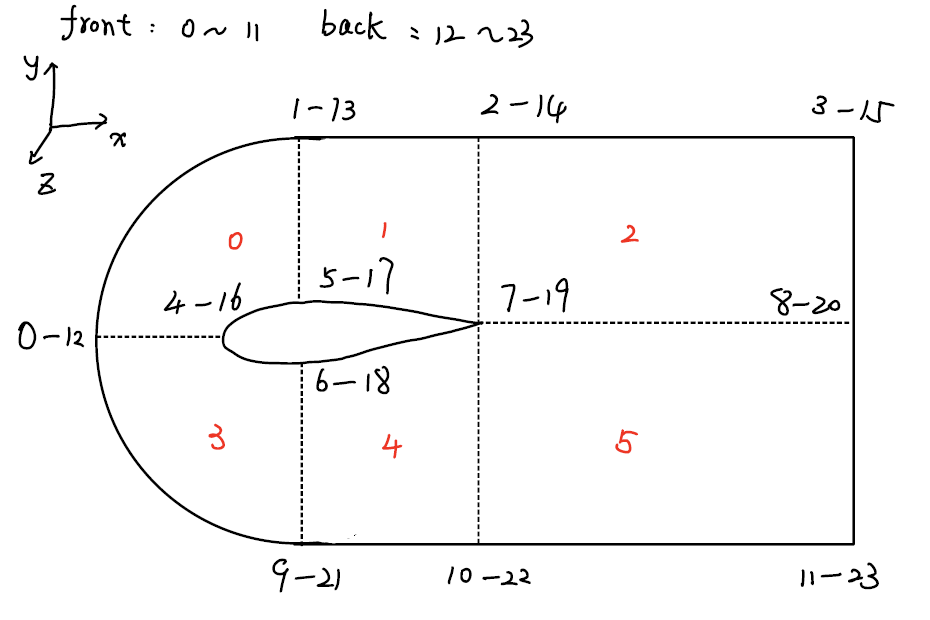 front : 0 ~ 11 back : 12 ~ 23
y
x
z
1-13 2-14 3-15
0 1 2
5-17
4-16 7-19 8-20
0-12
6-18
3 4 5
9-21 10-22 11-23